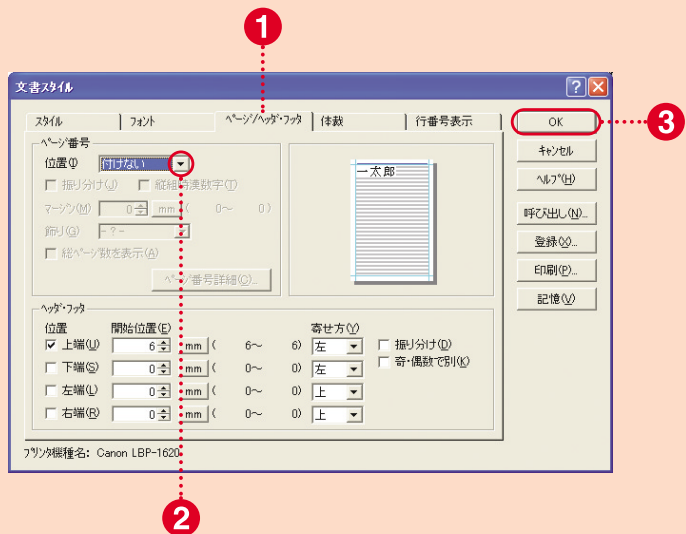 1
文書スタイル
スタイル フォント ページ/ヘッダ・フッタ 体裁 行番号表示 OK 3
ページ番号 キャンセル
位置(I) 付けない 一太郎 ヘルプ(H)
振り分け(J) 縦組時漢数字(T)
マージン(M) 0 mm ( 0~ 0) 呼び出し(N)...
飾り(G) - ? - 登録(X)...
総ページ数を表示(A) 印刷(P)...
ページ番号詳細(C)... 記憶(V)
ヘッダ・フッタ
位置 開始位置(E) 寄せ方(Y)
上端(U) 6 mm ( 6~ 6) 左 振り分け(D)
下端(S) 0 mm ( 0~ 0) 左 奇・偶数で別(K)
左端(L) 0 mm ( 0~ 0) 上
右端(R) 0 mm ( 0~ 0) 上
プリンタ機種名: Canon LBP-1620
2